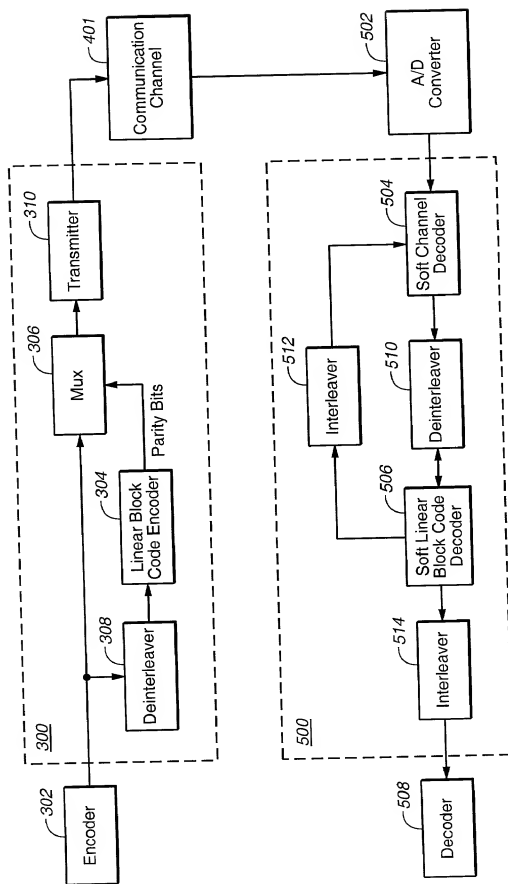 300
302
Encoder
308
Deinterleaver
304
Linear Block
Code Encoder
Parity Bits
306
Mux
310
Transmitter
401
Communication
Channel
500
502
A/D
Converter
504
Soft Channel
Decoder
512
Interleaver
510
Deinterleaver
506
Soft Linear
Block Code
Decoder
514
Interleaver
508
Decoder